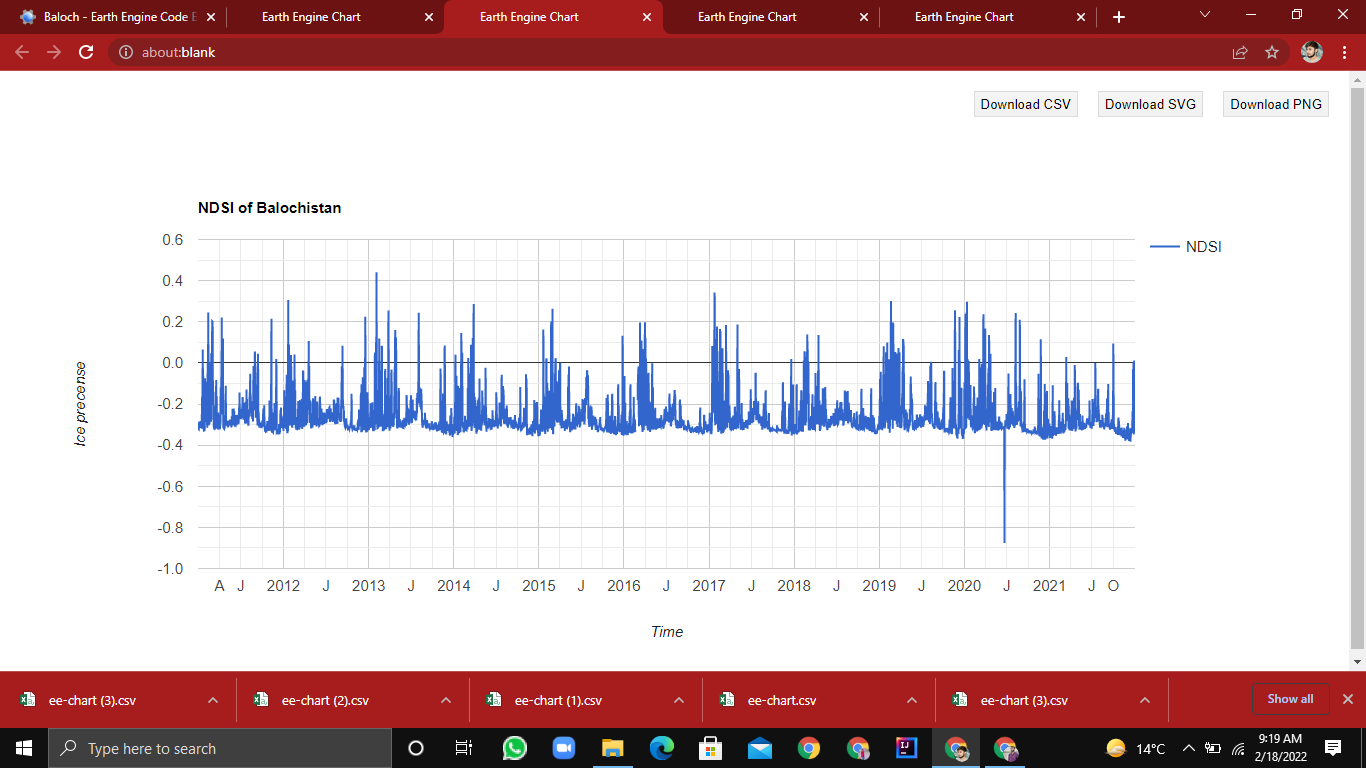 Baloch - Earth Engine Code E
Earth Engine Chart
Earth Engine Chart
Earth Engine Chart
Earth Engine Chart
about:blank
Download CSV
Download SVG
Download PNG
NDSI of Balochistan
NDSI
0.6
0.4
0.2
0.0
-0.2
-0.4
-0.6
-0.8
-1.0
Ice precense
A J 2012 J 2013 J 2014 J 2015 J 2016 J 2017 J 2018 J 2019 J 2020 J 2021 J O
Time
ee-chart (3).csv
ee-chart (2).csv
ee-chart (1).csv
ee-chart.csv
ee-chart (3).csv
Show all
Type here to search
14°C
9:19 AM
2/18/2022